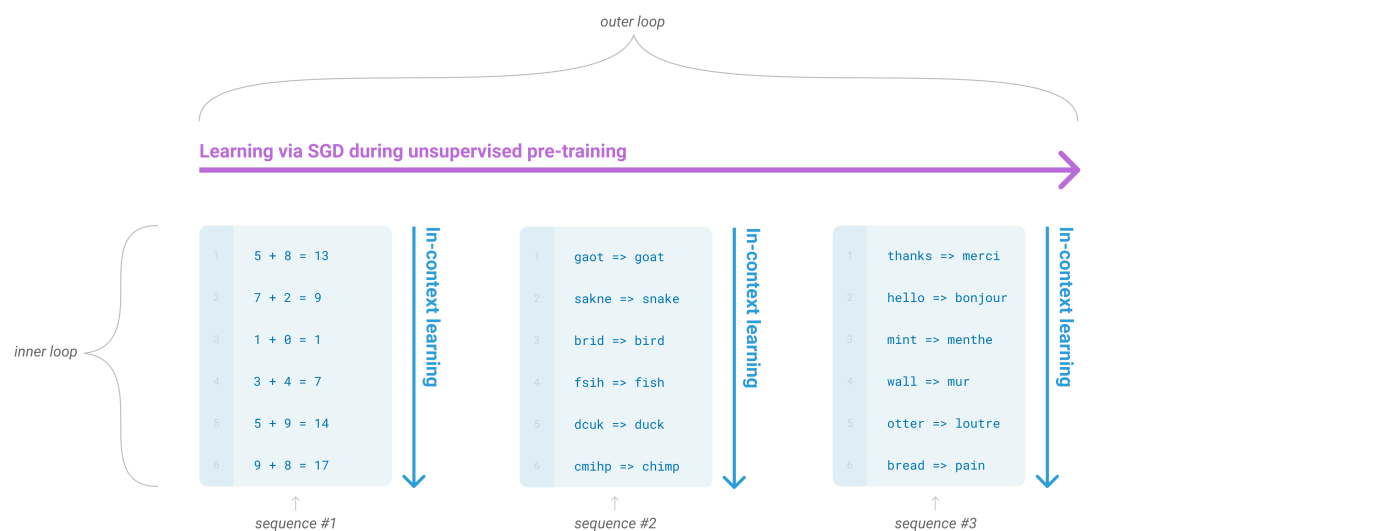 outer loop
Learning via SGD during unsupervised pre-training
inner loop
1 5 + 8 = 13
2 7 + 2 = 9
3 1 + 0 = 1
4 3 + 4 = 7
5 5 + 9 = 14
6 9 + 8 = 17
In-context learning
sequence #1
1 gaot => goat
2 sakne => snake
3 brid => bird
4 fsih => fish
5 dcuk => duck
6 cmihp => chimp
In-context learning
sequence #2
1 thanks => merci
2 hello => bonjour
3 mint => menthe
4 wall => mur
5 otter => loutre
6 bread => pain
In-context learning
sequence #3